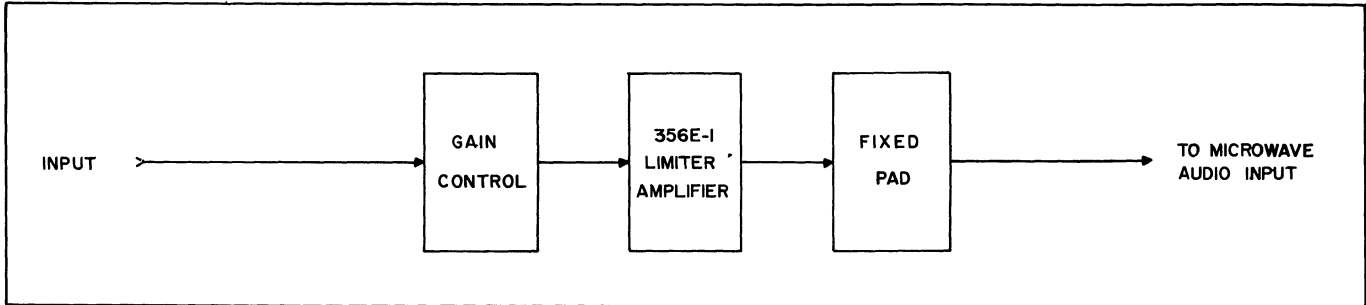 INPUT
GAIN
CONTROL
356E-1
LIMITER
AMPLIFIER
FIXED
PAD
TO MICROWAVE
AUDIO INPUT